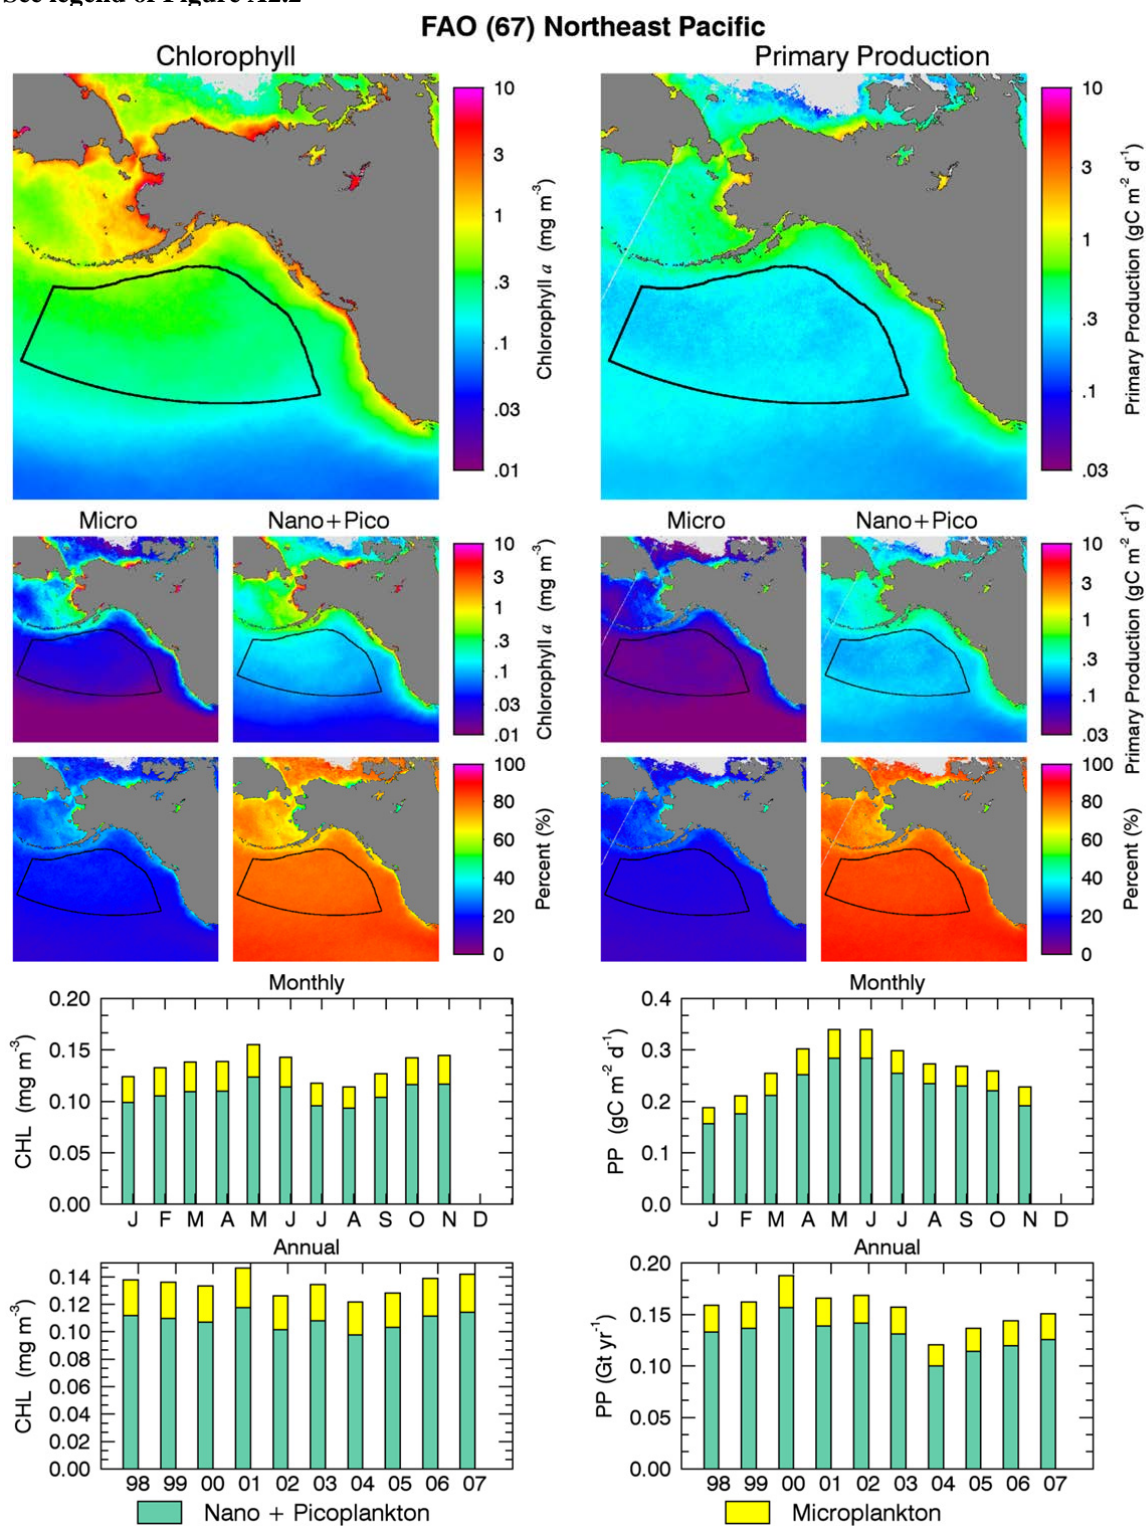 See legend of Figure A2.2
FAO (67) Northeast Pacific
Chlorophyll
Primary Production
10
3
1
.3
.1
.03
.01
Chlorophyll a (mg m-3)
10
3
1
.3
.1
.03
Primary Production (gC m-2 d-1)
Micro
Nano+Pico
10
3
1
.3
.1
.03
.01
Chlorophyll a (mg m-3)
Micro
Nano+Pico
10
3
1
.3
.1
.03
Primary Production (gC m-2 d-1)
100
80
60
40
20
0
Percent (%)
100
80
60
40
20
0
Percent (%)
Monthly
0.20
0.15
0.10
0.05
0.00
CHL (mg m-3)
J F M A M J J A S O N D
Monthly
0.4
0.3
0.2
0.1
0.0
PP (gC m-2 d-1)
J F M A M J J A S O N D
Annual
0.14
0.12
0.10
0.08
0.06
0.04
0.02
0.00
CHL (mg m-3)
98 99 00 01 02 03 04 05 06 07
Annual
0.20
0.15
0.10
0.05
0.00
PP (Gt yr-1)
98 99 00 01 02 03 04 05 06 07
Nano + Picoplankton
Microplankton